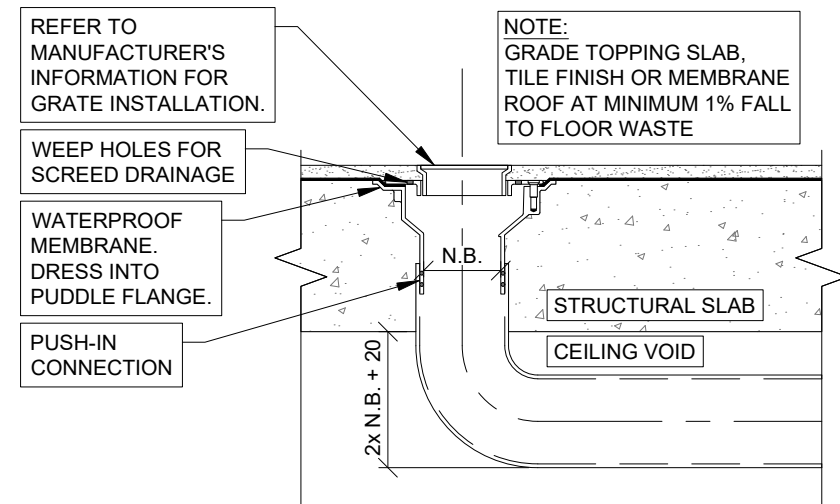 REFER TO
MANUFACTURER'S
INFORMATION FOR
GRATE INSTALLATION.
NOTE:
GRADE TOPPING SLAB,
TILE FINISH OR MEMBRANE
ROOF AT MINIMUM 1% FALL
TO FLOOR WASTE
WEEP HOLES FOR
SCREED DRAINAGE
WATERPROOF
MEMBRANE.
DRESS INTO
PUDDLE FLANGE.
N.B.
STRUCTURAL SLAB
PUSH-IN
CONNECTION
CEILING VOID
2x N.B. + 20